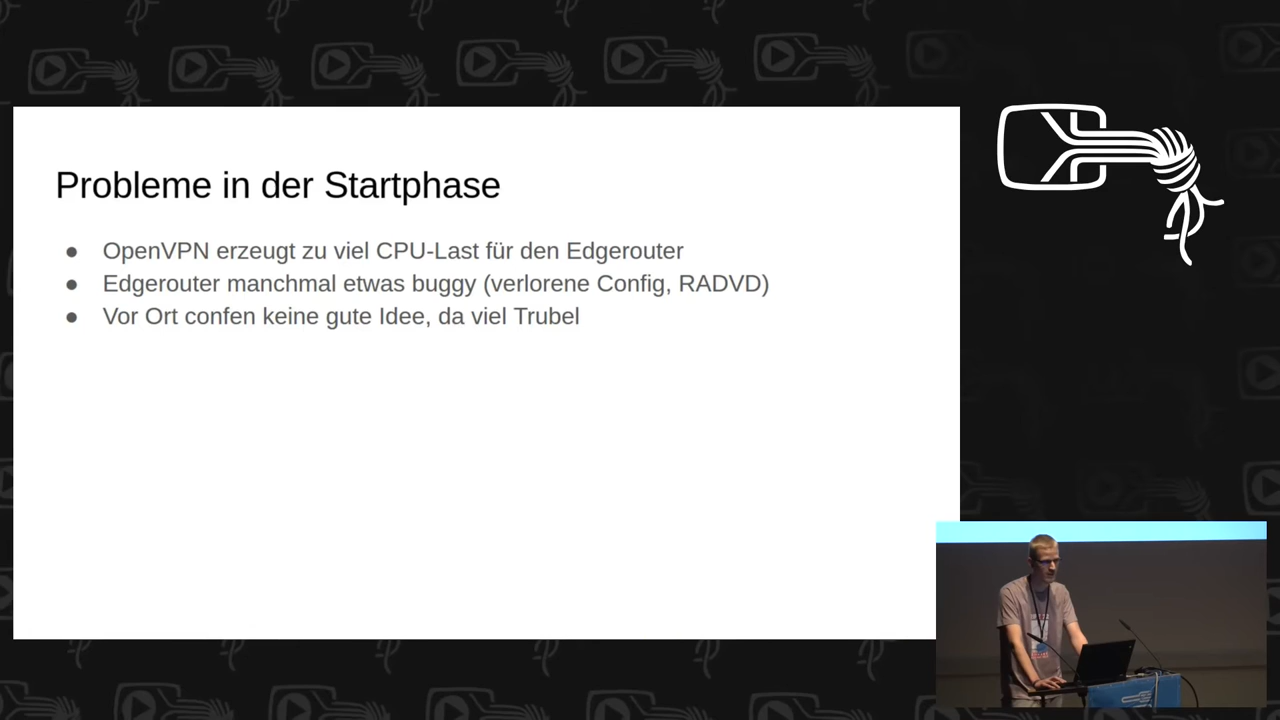 Probleme in der Startphase
● OpenVPN erzeugt zu viel CPU-Last für den Edgerouter
● Edgerouter manchmal etwas buggy (verlorene Config, RADVD)
● Vor Ort confen keine gute Idee, da viel Trubel